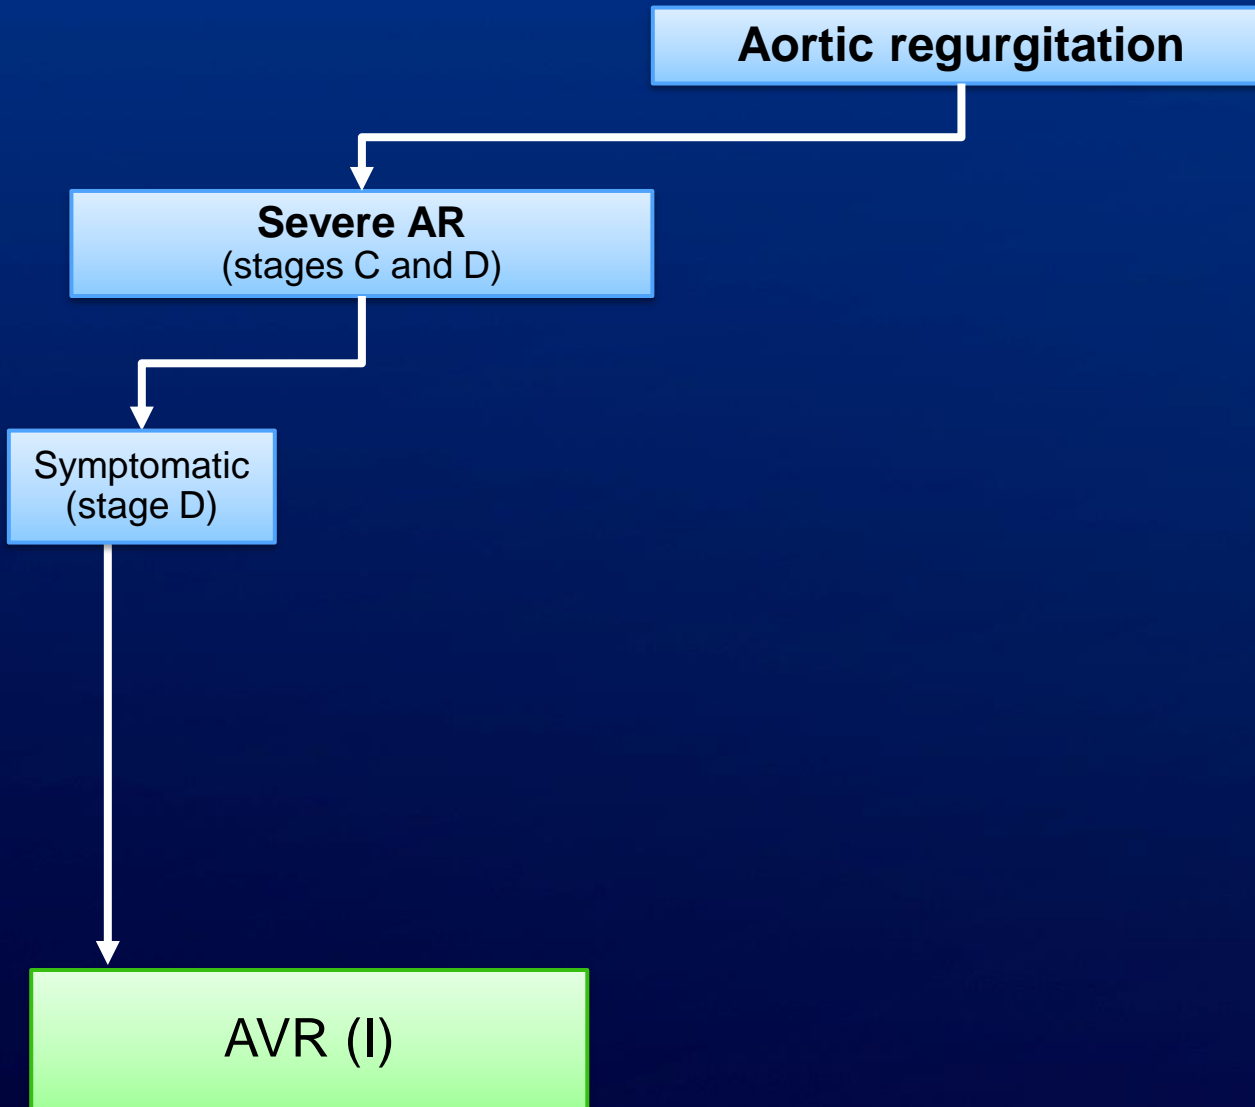 Aortic regurgitation
Severe AR
(stages C and D)
Symptomatic
(stage D)
AVR (I)